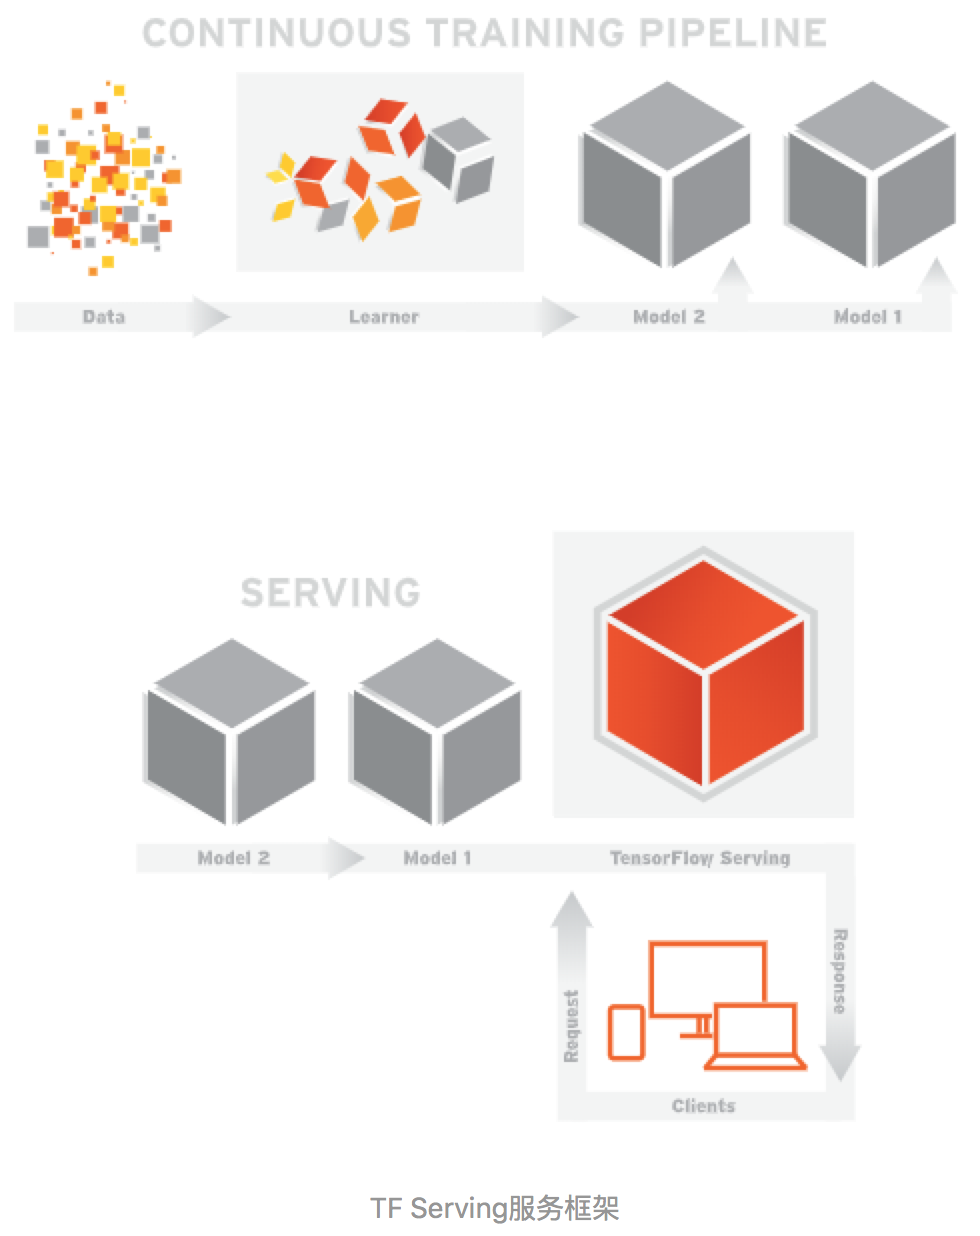 CONTINUOUS TRAINING PIPELINE
Data
Learner
Model 2
Model 1
SERVING
Model 2
Model 1
TensorFlow Serving
Request
Response
Clients
TF Serving服务框架